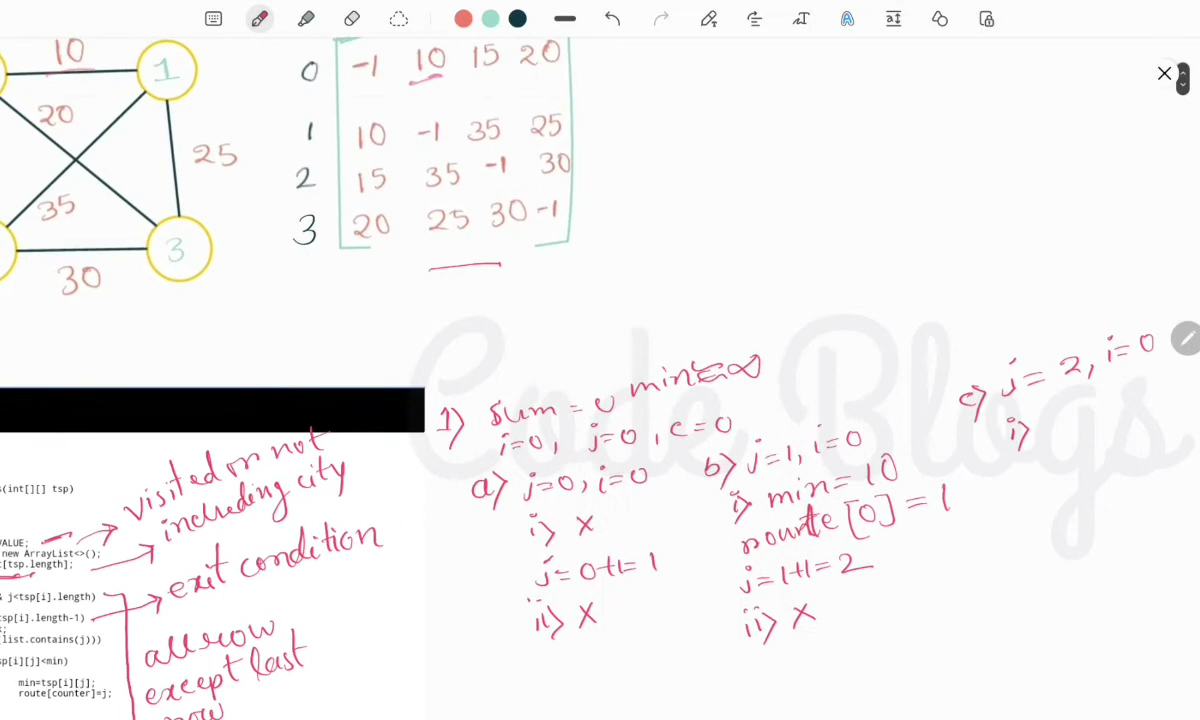 10
1
20
25
35
3
30
0 -1 10 15 20
1 10 -1 35 25
2 15 35 -1 30
3 20 25 30 -1
Code Blogs
1) sum = 0 min=∞
i=0, j=0, c=0
a) j=0, i=0
i) x
j=0+1=1
ii) x
b) j=1, i=0
i) min=10
route[0]=1
j=1+1=2
ii) x
c) j=2, i=0
i)
visited or not
including city
exit condition
all row
except last
row
s(int[][] tsp)
VALUE;
new ArrayList<>();
[tsp.length];
& j<tsp[i].length)
tsp[i].length-1)
(list.contains(j)))
sp[i][j]<min)
min=tsp[i][j];
route[counter]=j;